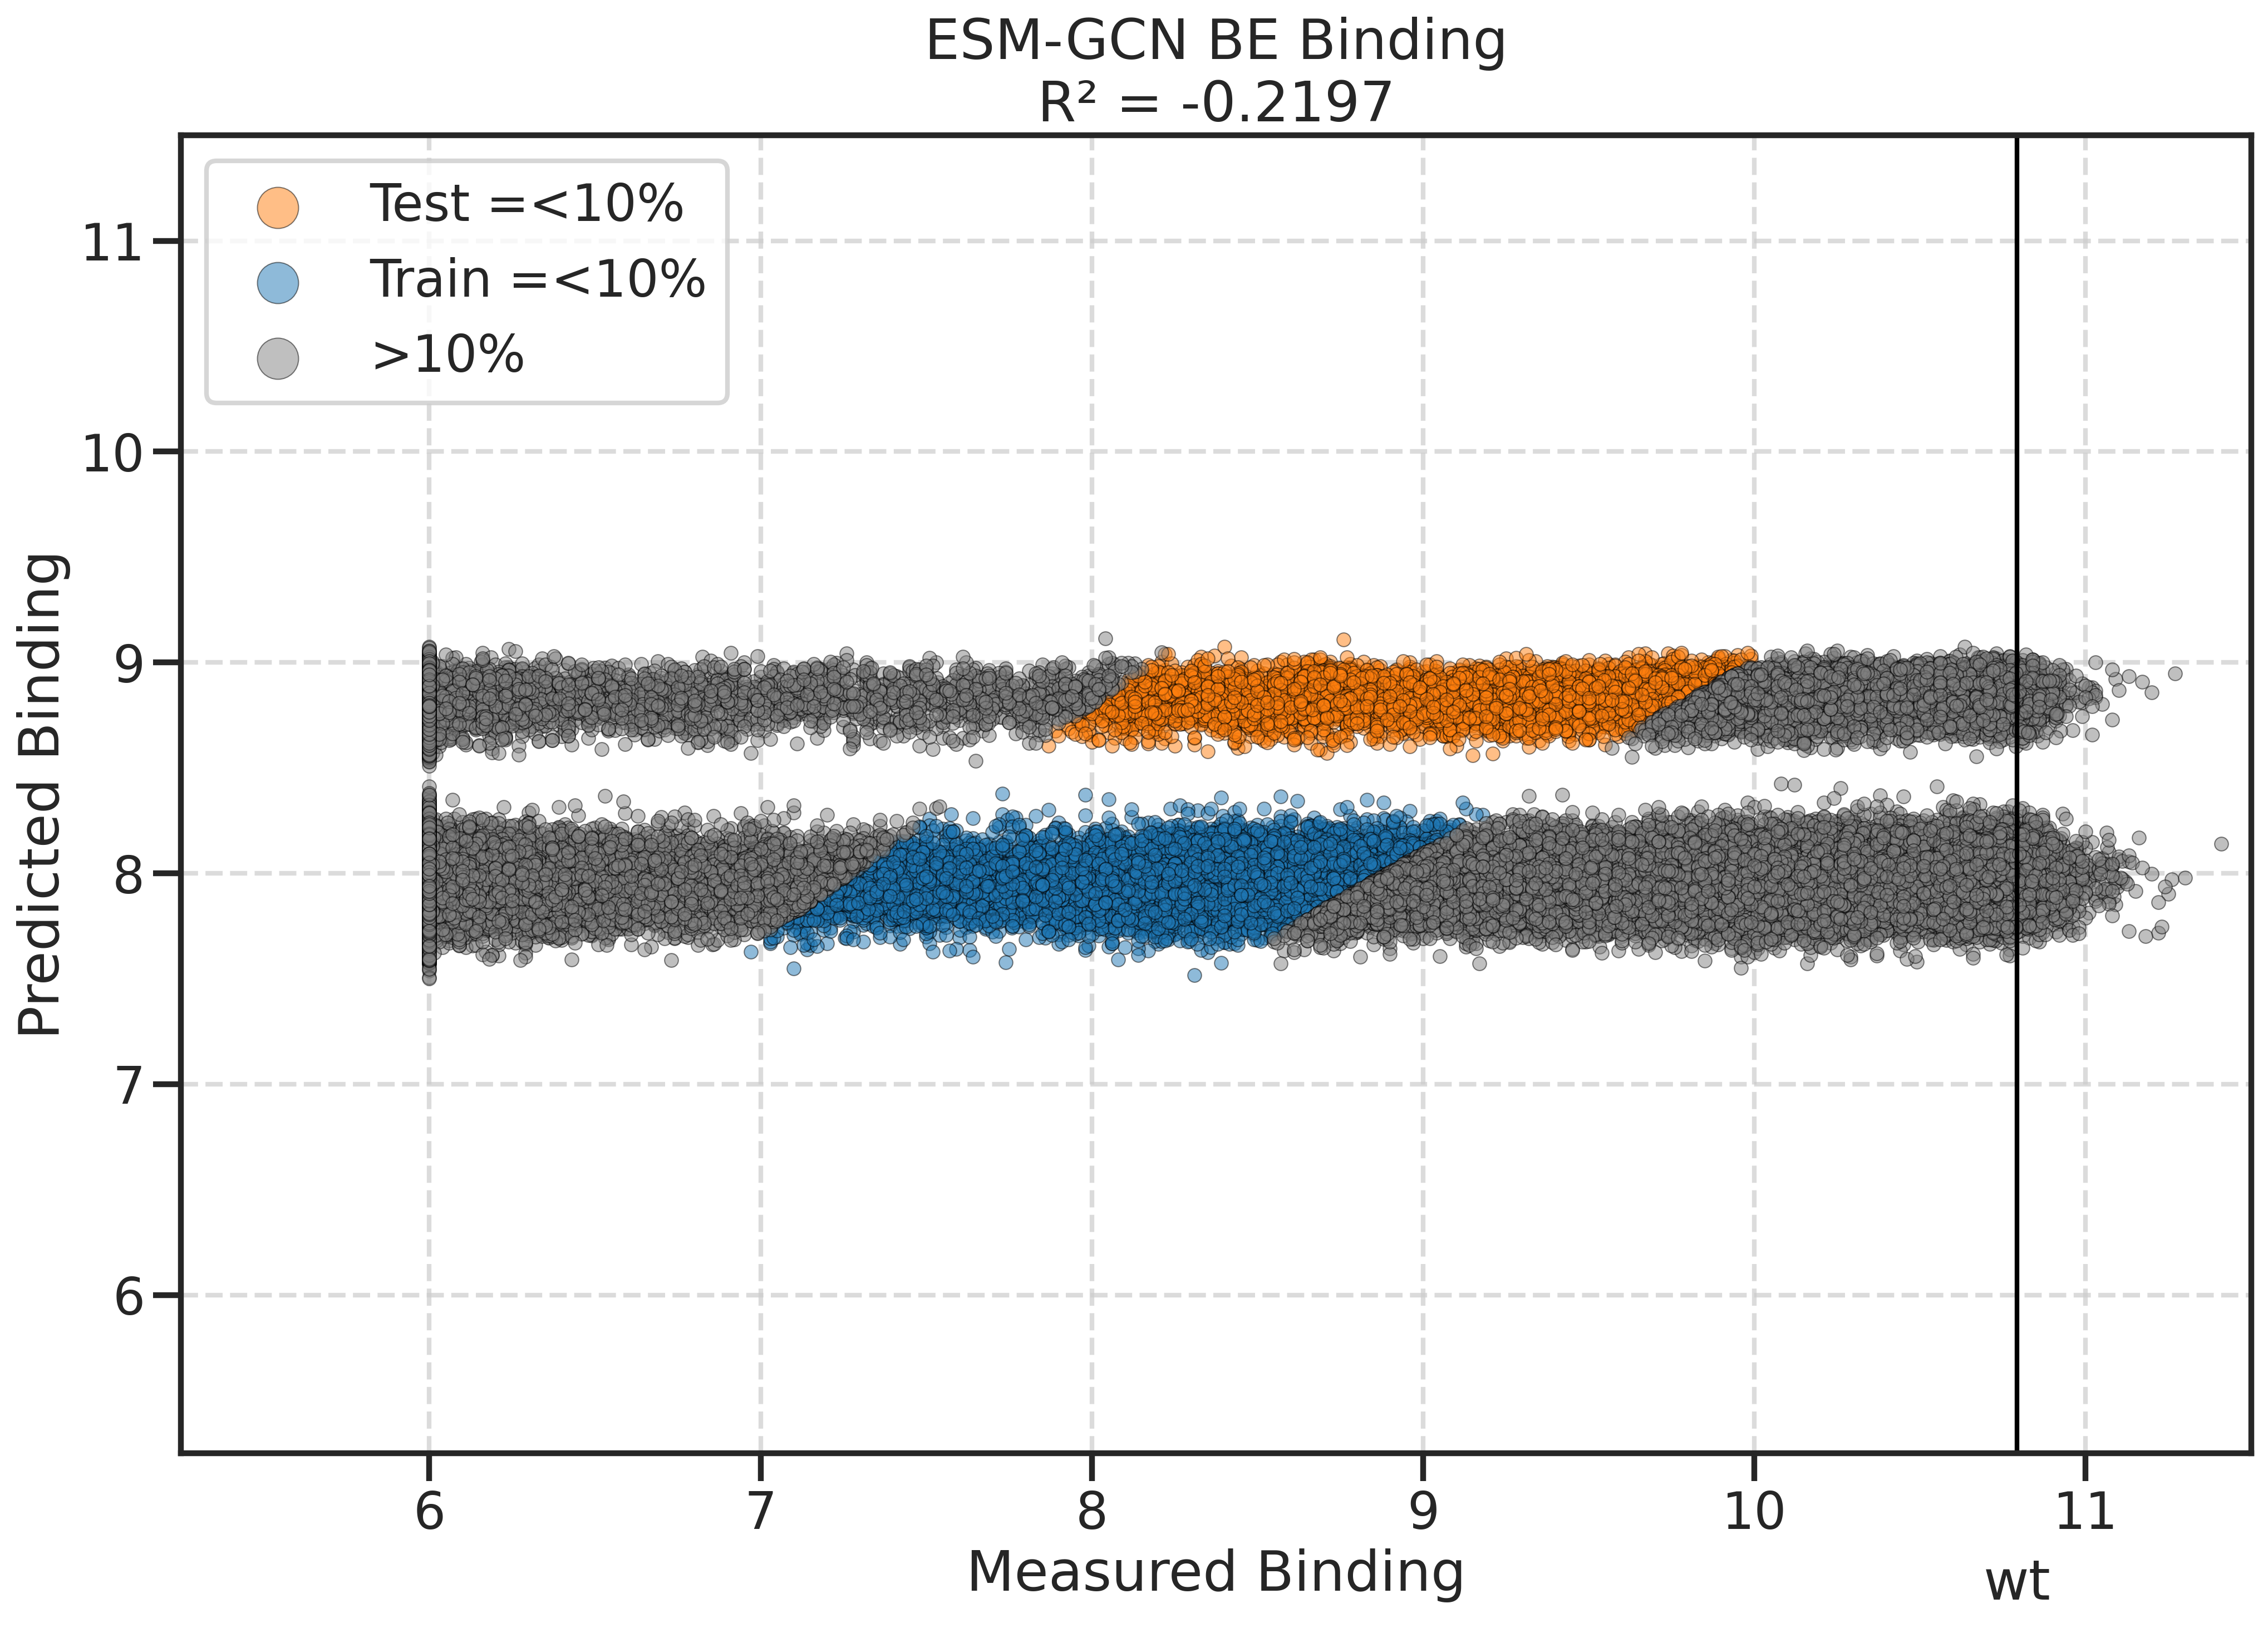 ESM-GCN BE Binding
R² = -0.2197
Test =<10%
Train =<10%
>10%
Predicted Binding
11
10
9
8
7
6
6
7
8
9
10
11
Measured Binding
wt